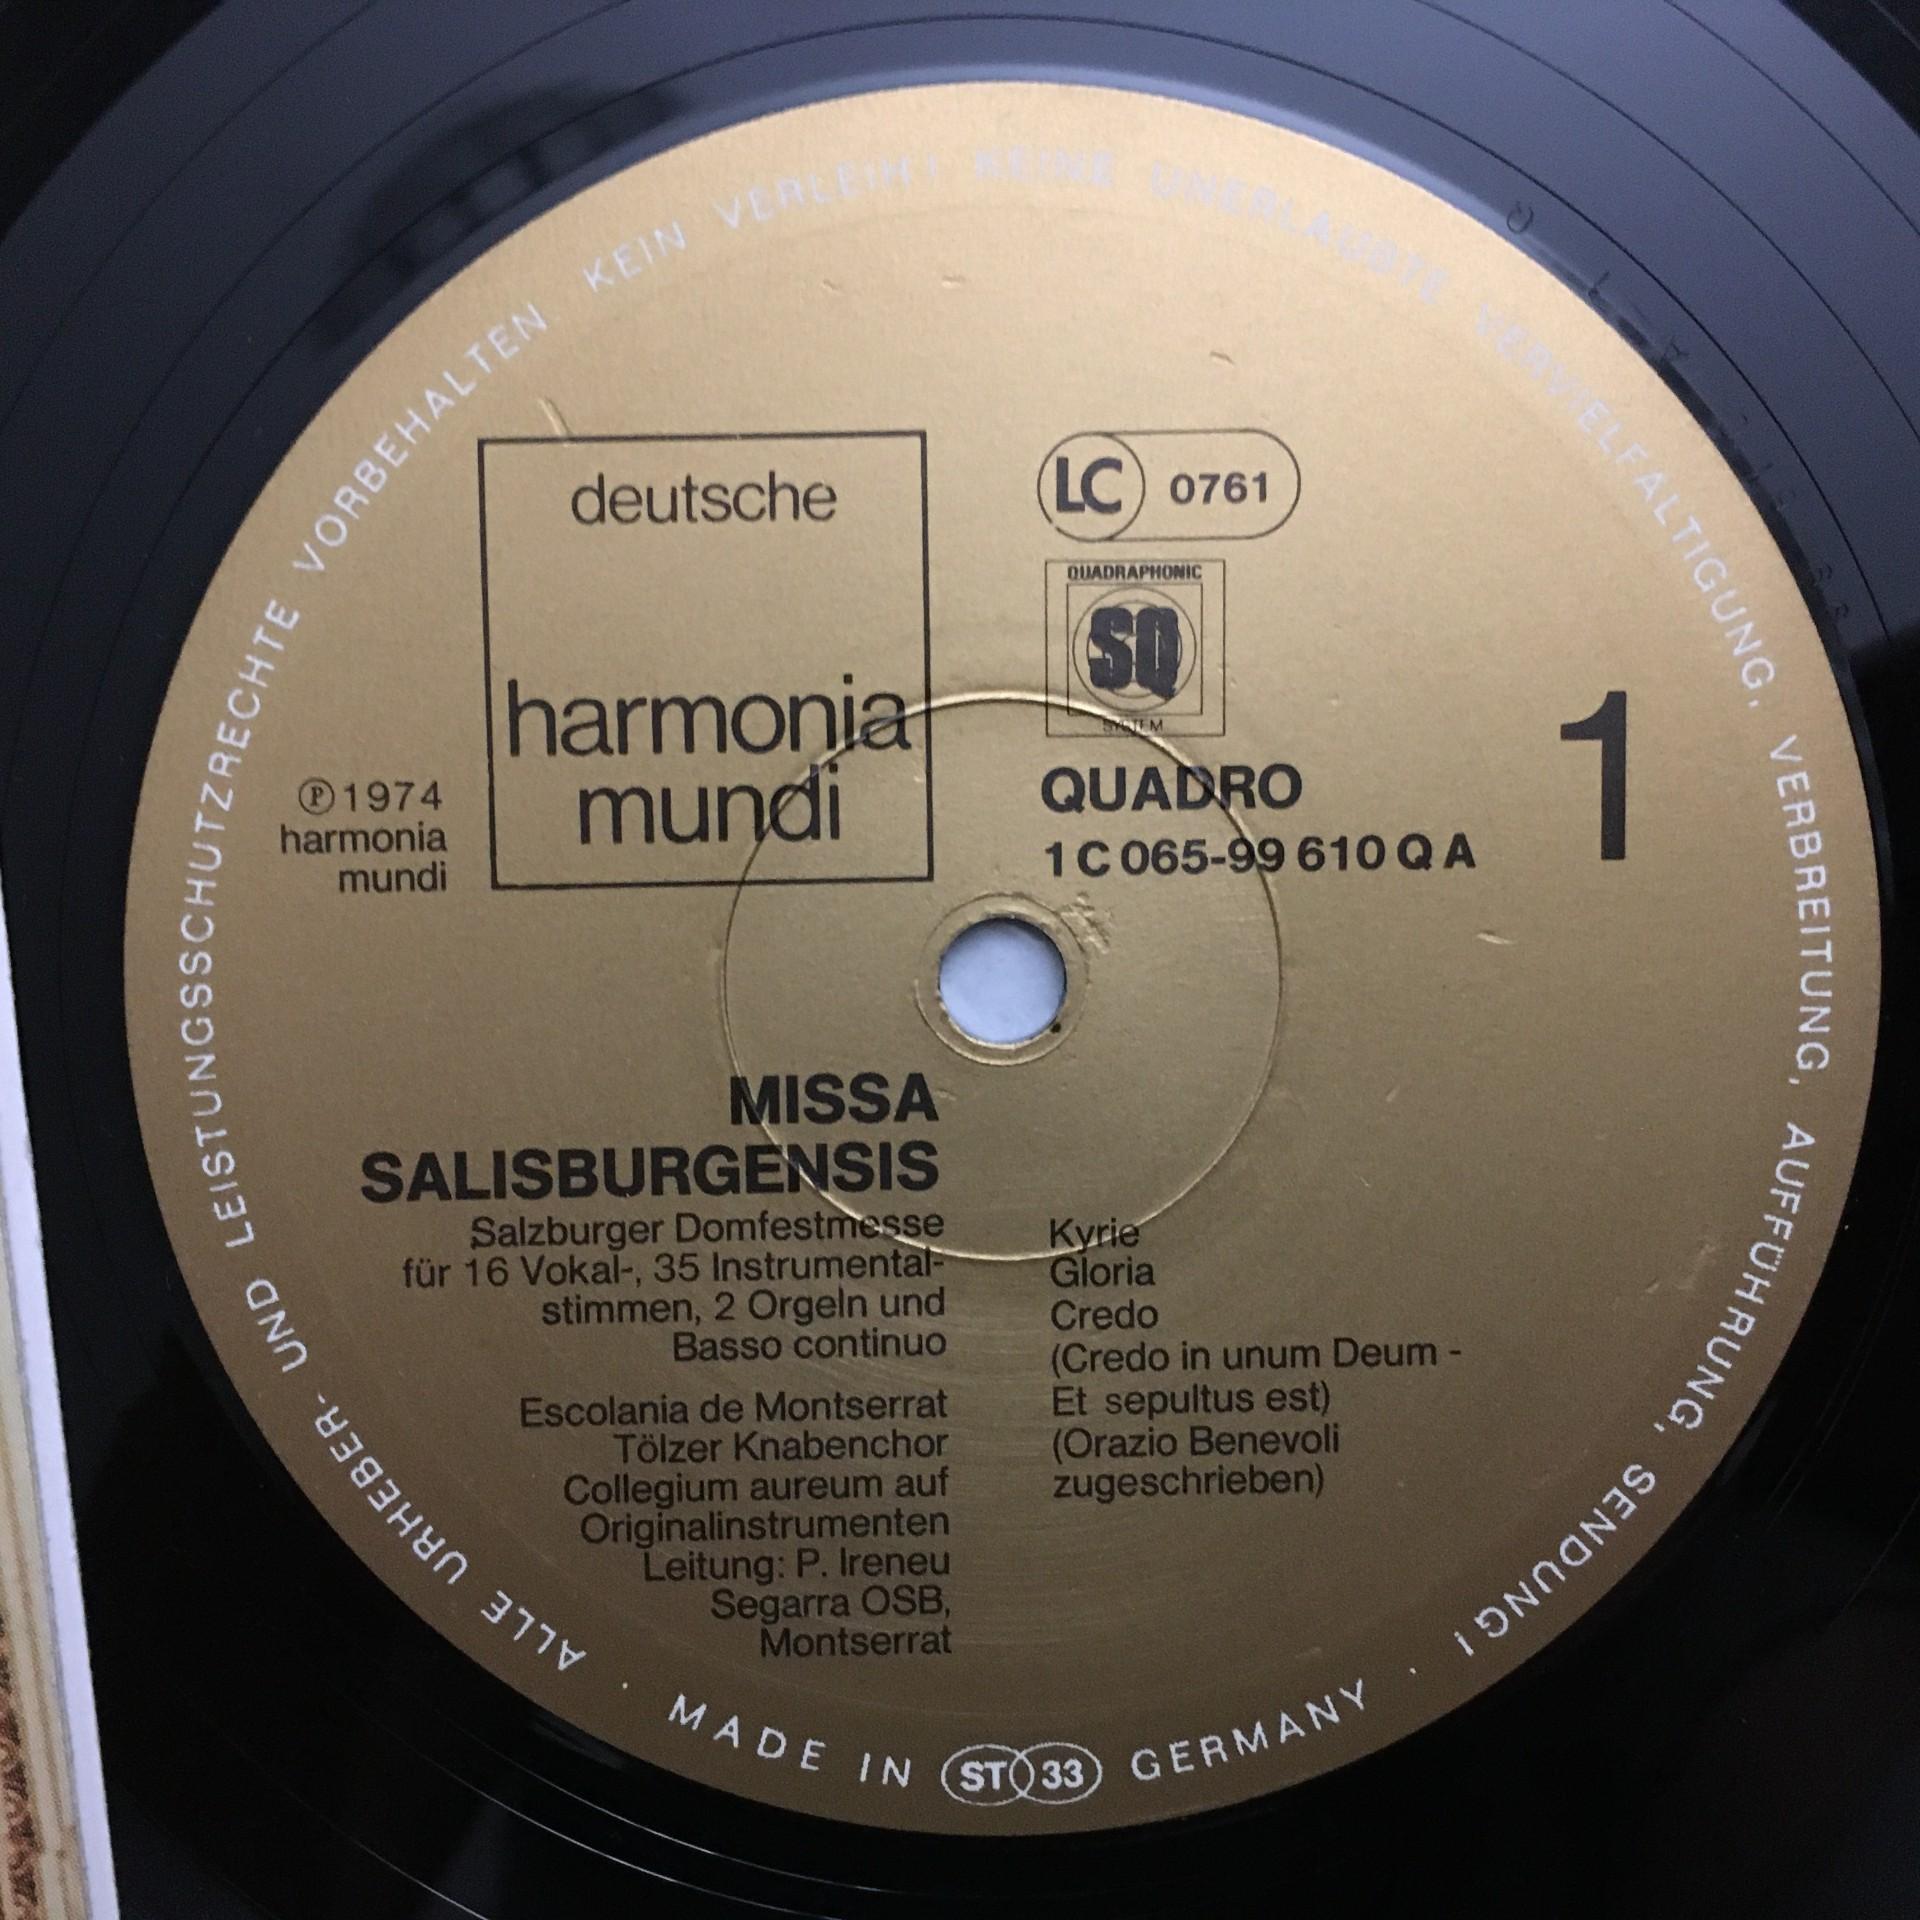 deutsche
harmonia
mundi
LC 0761
QUADRAPHONIC
SQ
SYSTEM
QUADRO
1 C 065-99 610 Q A
1
Ⓟ 1974
harmonia
mundi
MISSA
SALISBURGENSIS
Salzburger Domfestmesse
für 16 Vokal-, 35 Instrumental-
stimmen, 2 Orgeln und
Basso continuo
Escolania de Montserrat
Tölzer Knabenchor
Collegium aureum auf
Originalinstrumenten
Leitung: P. Ireneu
Segarra OSB,
Montserrat
Kyrie
Gloria
Credo
(Credo in unum Deum -
Et sepultus est)
(Orazio Benevoli
zugeschrieben)
ALLE URHEBER- UND LEISTUNGSSCHUTZRECHTE VORBEHALTEN KEIN VERLEIH! KEINE UNERLAUBTE VERVIELFALTIGUNG, VERBREITUNG, AUFFÜHRUNG, SENDUNG!
· MADE IN ST 33 GERMANY ·